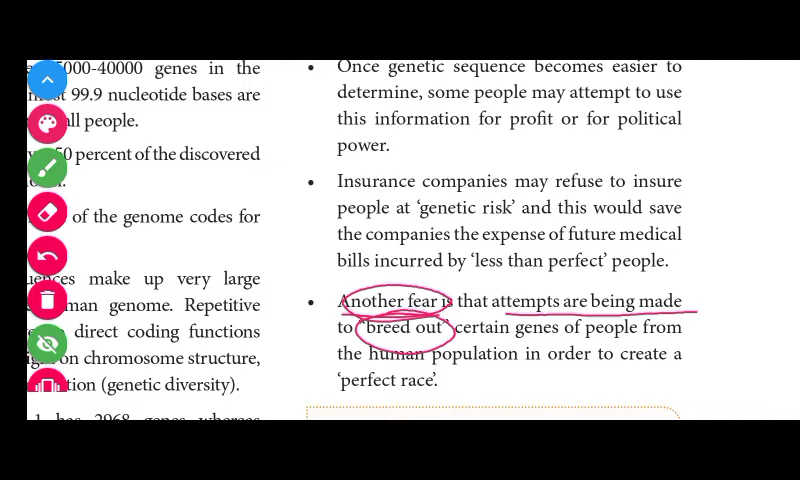 5000-40000 genes in the
99.9 nucleotide bases are
all people.
50 percent of the discovered
of the genome codes for
make up very large
genome. Repetitive
direct coding functions
on chromosome structure,
(genetic diversity).
1 has 2968 genes whereas
• Once genetic sequence becomes easier to
determine, some people may attempt to use
this information for profit or for political
power.
• Insurance companies may refuse to insure
people at ‘genetic risk’ and this would save
the companies the expense of future medical
bills incurred by ‘less than perfect’ people.
• Another fear is that attempts are being made
to “breed out” certain genes of people from
the human population in order to create a
‘perfect race’.